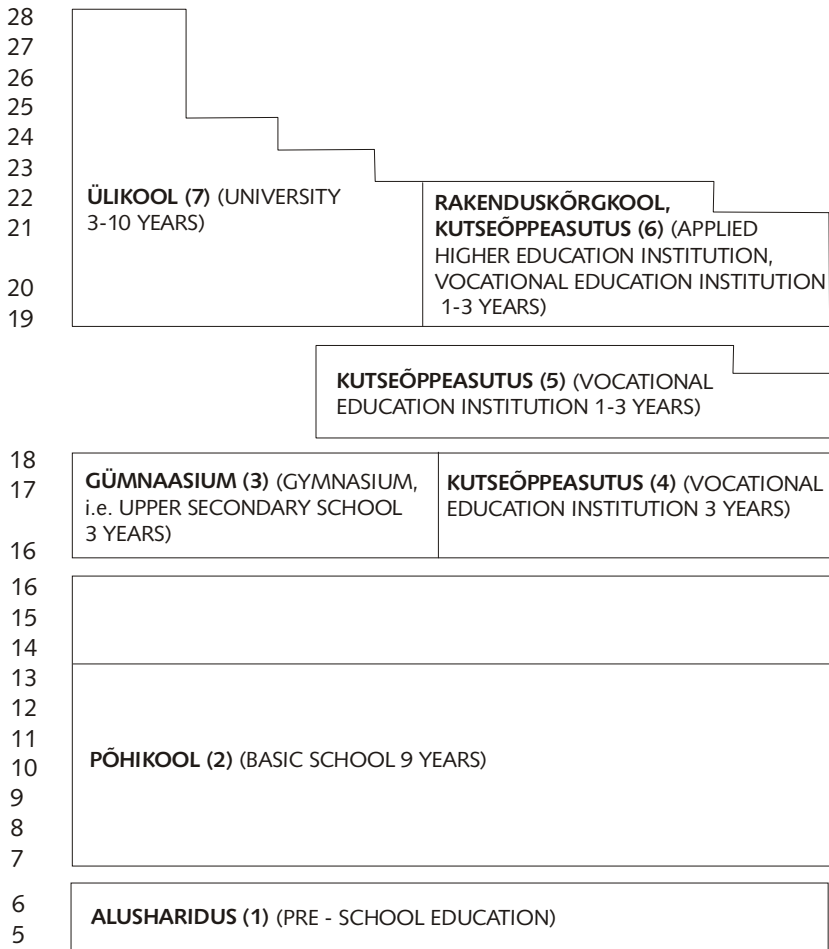 28
27
26
25
24
23
22
21
20
19
ÜLIKOOL (7) (UNIVERSITY
3-10 YEARS)
RAKENDUSKÕRGKOOL,
KUTSEÕPPEASUTUS (6) (APPLIED
HIGHER EDUCATION INSTITUTION,
VOCATIONAL EDUCATION INSTITUTION
1-3 YEARS)
KUTSEÕPPEASUTUS (5) (VOCATIONAL
EDUCATION INSTITUTION 1-3 YEARS)
18
17
16
GÜMNAASIUM (3) (GYMNASIUM,
i.e. UPPER SECONDARY SCHOOL
3 YEARS)
KUTSEÕPPEASUTUS (4) (VOCATIONAL
EDUCATION INSTITUTION 3 YEARS)
16
15
14
13
12
11
10
9
8
7
PÕHIKOOL (2) (BASIC SCHOOL 9 YEARS)
6
5
ALUSHARIDUS (1) (PRE - SCHOOL EDUCATION)